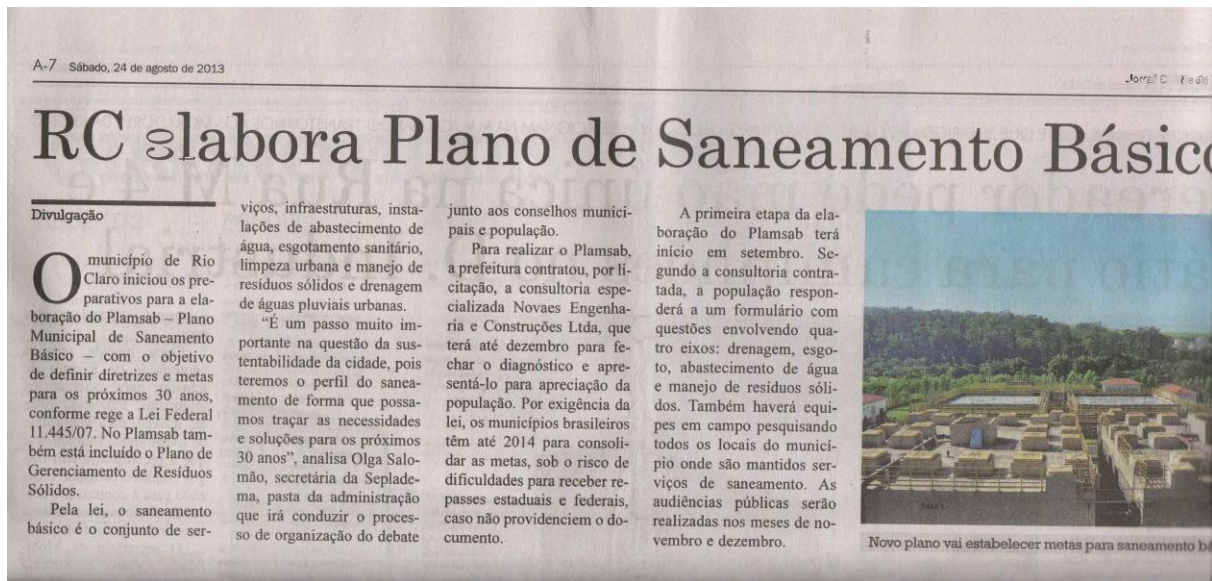 A-7 Sábado, 24 de agosto de 2013
RC elabora Plano de Saneamento Básico
Divulgação
O município de Rio
Claro iniciou os pre-
parativos para a ela-
boração do Plamsab – Plano
Municipal de Saneamento
Básico – com o objetivo
de definir diretrizes e metas
para os próximos 30 anos,
conforme rege a Lei Federal
11.445/07. No Plamsab tam-
bém está incluído o Plano de
Gerenciamento de Resíduos
Sólidos.
Pela lei, o saneamento
básico é o conjunto de ser-
viços, infraestruturas, insta-
lações de abastecimento de
água, esgotamento sanitário,
limpeza urbana e manejo de
resíduos sólidos e drenagem
de águas pluviais urbanas.
“É um passo muito im-
portante na questão da sus-
tentabilidade da cidade, pois
teremos o perfil do sanea-
mento de forma que possa-
mos traçar as necessidades
e soluções para os próximos
30 anos”, analisa Olga Salo-
mão, secretária da Seplade-
ma, pasta da administração
que irá conduzir o proces-
so de organização do debate
junto aos conselhos munici-
pais e população.
Para realizar o Plamsab,
a prefeitura contratou, por li-
citação, a consultoria espe-
cializada Novaes Engenha-
ria e Construções Ltda, que
terá até dezembro para fe-
char o diagnóstico e apre-
sentá-lo para apreciação da
população. Por exigência da
lei, os municípios brasileiros
têm até 2014 para consoli-
dar as metas, sob o risco de
dificuldades para receber re-
passes estaduais e federais,
caso não providenciem o do-
cumento.
A primeira etapa da ela-
boração do Plamsab terá
início em setembro. Se-
gundo a consultoria contra-
tada, a população respon-
derá a um formulário com
questões envolvendo qua-
tro eixos: drenagem, esgo-
to, abastecimento de água
e manejo de resíduos sóli-
dos. Também haverá equi-
pes em campo pesquisando
todos os locais do municí-
pio onde são mantidos ser-
viços de saneamento. As
audiências públicas serão
realizadas nos meses de no-
vembro e dezembro.
Novo plano vai estabelecer metas para saneamento bá